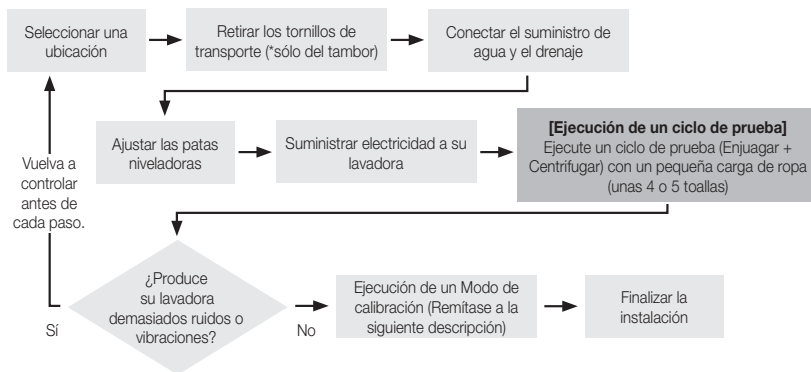 Seleccionar una
ubicación
Retirar los tornillos de
transporte (*sólo del tambor)
Conectar el suministro de
agua y el drenaje
Ajustar las patas
niveladoras
Suministrar electricidad a su
lavadora
[Ejecución de un ciclo de prueba]
Ejecute un ciclo de prueba (Enjuagar +
Centrifugar) con un pequeña carga de ropa
(unas 4 o 5 toallas)
Vuelva a
controlar
antes de
cada paso.
¿Produce
su lavadora
demasiados ruidos o
vibraciones?
Sí
No
Ejecución de un Modo de
calibración (Remítase a la
siguiente descripción)
Finalizar la
instalación